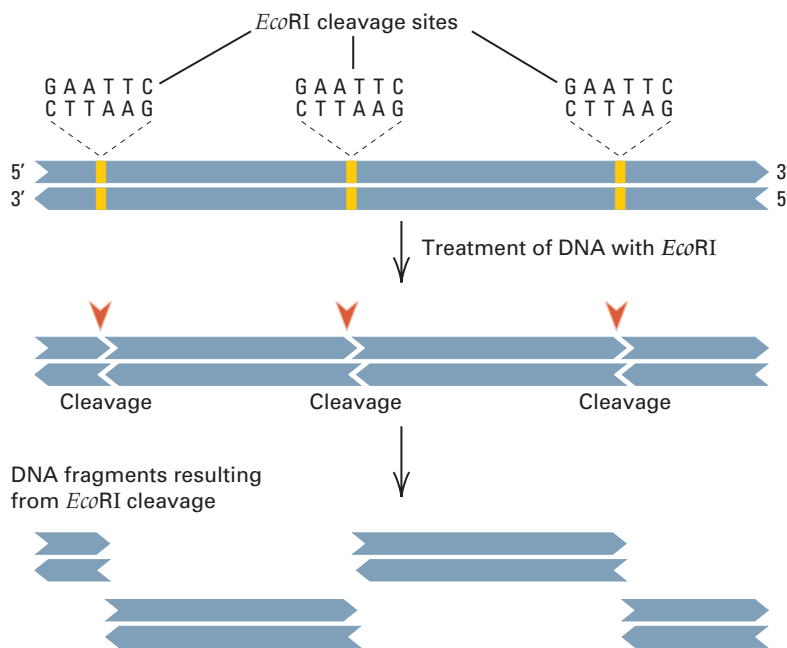 EcoRI cleavage sites
G A A T T C
C T T A A G
G A A T T C
C T T A A G
G A A T T C
C T T A A G
5′ 3′
3′ 5′
Treatment of DNA with EcoRI
Cleavage Cleavage Cleavage
DNA fragments resulting
from EcoRI cleavage